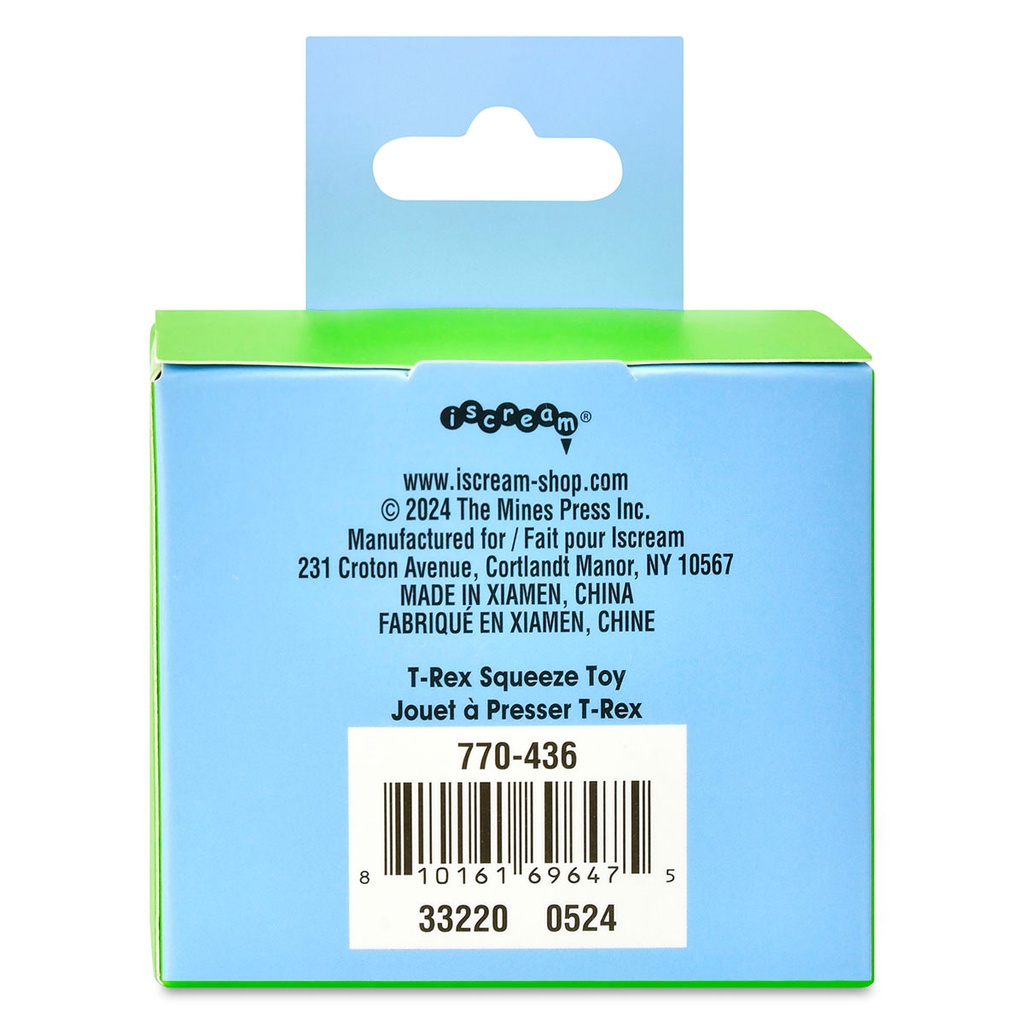 iscream®
www.iscream-shop.com
© 2024 The Mines Press Inc.
Manufactured for / Fait pour Iscream
231 Croton Avenue, Cortlandt Manor, NY 10567
MADE IN XIAMEN, CHINA
FABRIQUÉ EN XIAMEN, CHINE
T-Rex Squeeze Toy
Jouet à Presser T-Rex
770-436
8 10161 69647 5
33220 0524